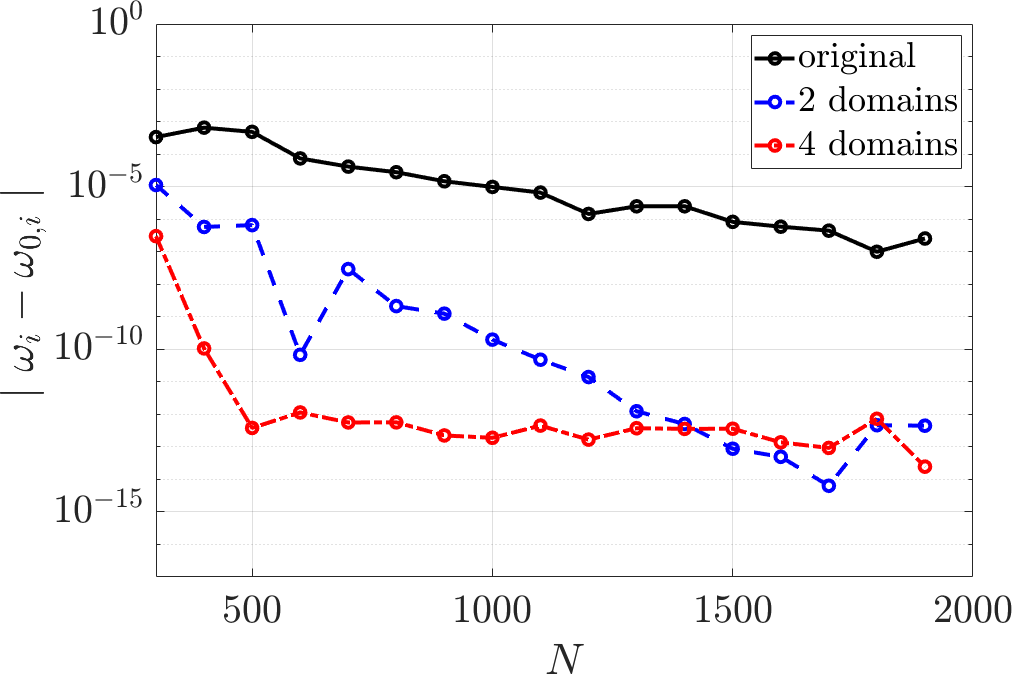 10^0
10^{-5}
10^{-10}
10^{-15}
| ω_i − ω_{0,i} |
original
2 domains
4 domains
500
1000
1500
2000
N